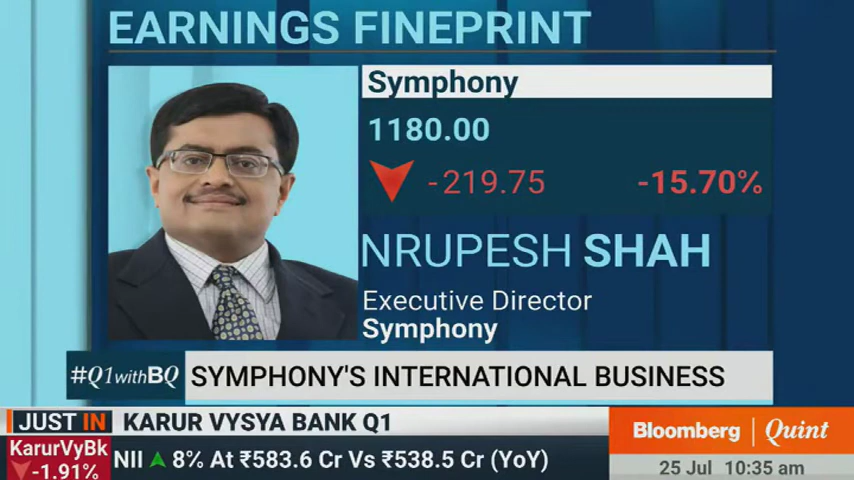 EARNINGS FINEPRINT
Symphony
1180.00
-219.75 -15.70%
NRUPESH SHAH
Executive Director
Symphony
#Q1withBQ SYMPHONY'S INTERNATIONAL BUSINESS
JUST IN KARUR VYSYA BANK Q1
KarurVyBk
-1.91%
NII ▲ 8% At ₹583.6 Cr Vs ₹538.5 Cr (YoY)
Bloomberg | Quint
25 Jul 10:35 am